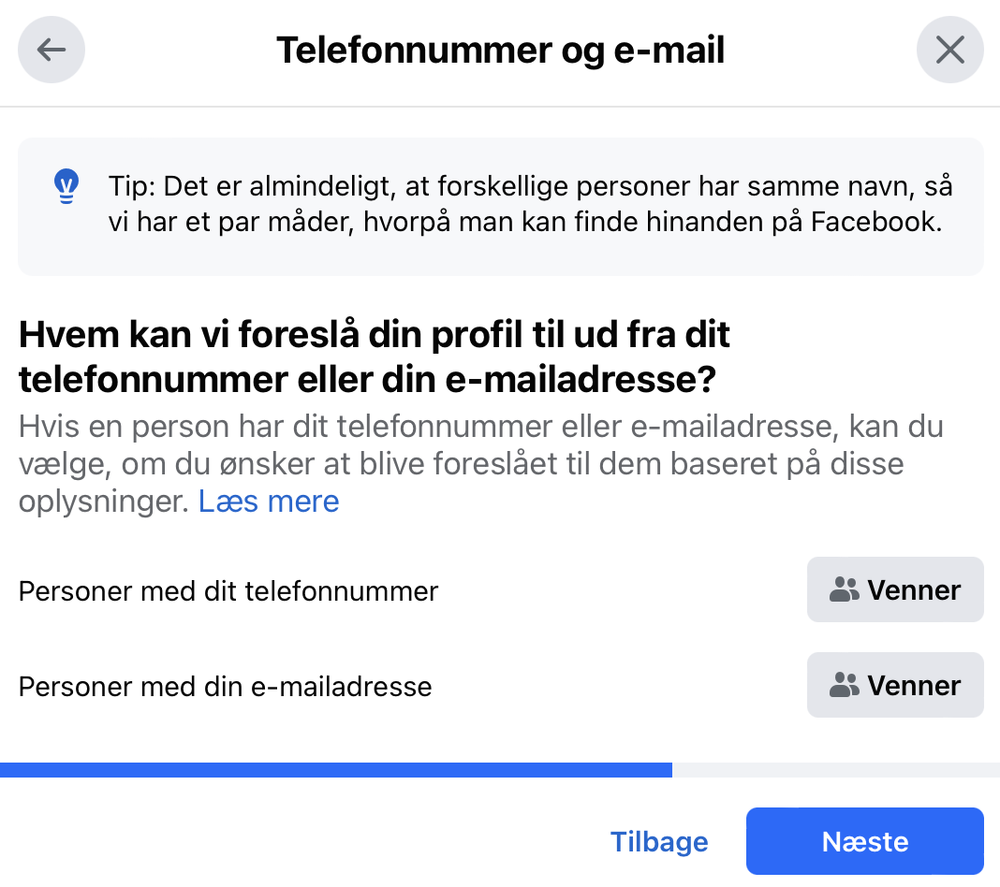 Telefonnummer og e-mail
Tip: Det er almindeligt, at forskellige personer har samme navn, så
vi har et par måder, hvorpå man kan finde hinanden på Facebook.
Hvem kan vi foreslå din profil til ud fra dit
telefonnummer eller din e-mailadresse?
Hvis en person har dit telefonnummer eller e-mailadresse, kan du
vælge, om du ønsker at blive foreslået til dem baseret på disse
oplysninger. Læs mere
Personer med dit telefonnummer
Venner
Personer med din e-mailadresse
Venner
Tilbage
Næste